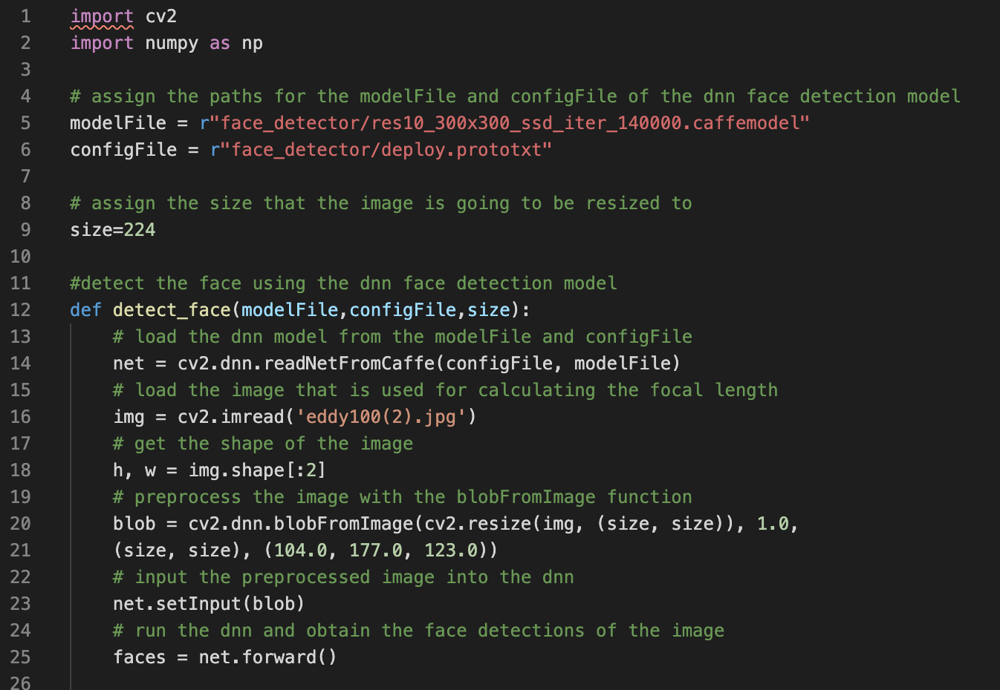 1 import cv2
2 import numpy as np
3
4 # assign the paths for the modelFile and configFile of the dnn face detection model
5 modelFile = r"face_detector/res10_300x300_ssd_iter_140000.caffemodel"
6 configFile = r"face_detector/deploy.prototxt"
7
8 # assign the size that the image is going to be resized to
9 size=224
10
11 #detect the face using the dnn face detection model
12 def detect_face(modelFile,configFile,size):
13     # load the dnn model from the modelFile and configFile
14     net = cv2.dnn.readNetFromCaffe(configFile, modelFile)
15     # load the image that is used for calculating the focal length
16     img = cv2.imread('eddy100(2).jpg')
17     # get the shape of the image
18     h, w = img.shape[:2]
19     # preprocess the image with the blobFromImage function
20     blob = cv2.dnn.blobFromImage(cv2.resize(img, (size, size)), 1.0,
21     (size, size), (104.0, 177.0, 123.0))
22     # input the preprocessed image into the dnn
23     net.setInput(blob)
24     # run the dnn and obtain the face detections of the image
25     faces = net.forward()
26